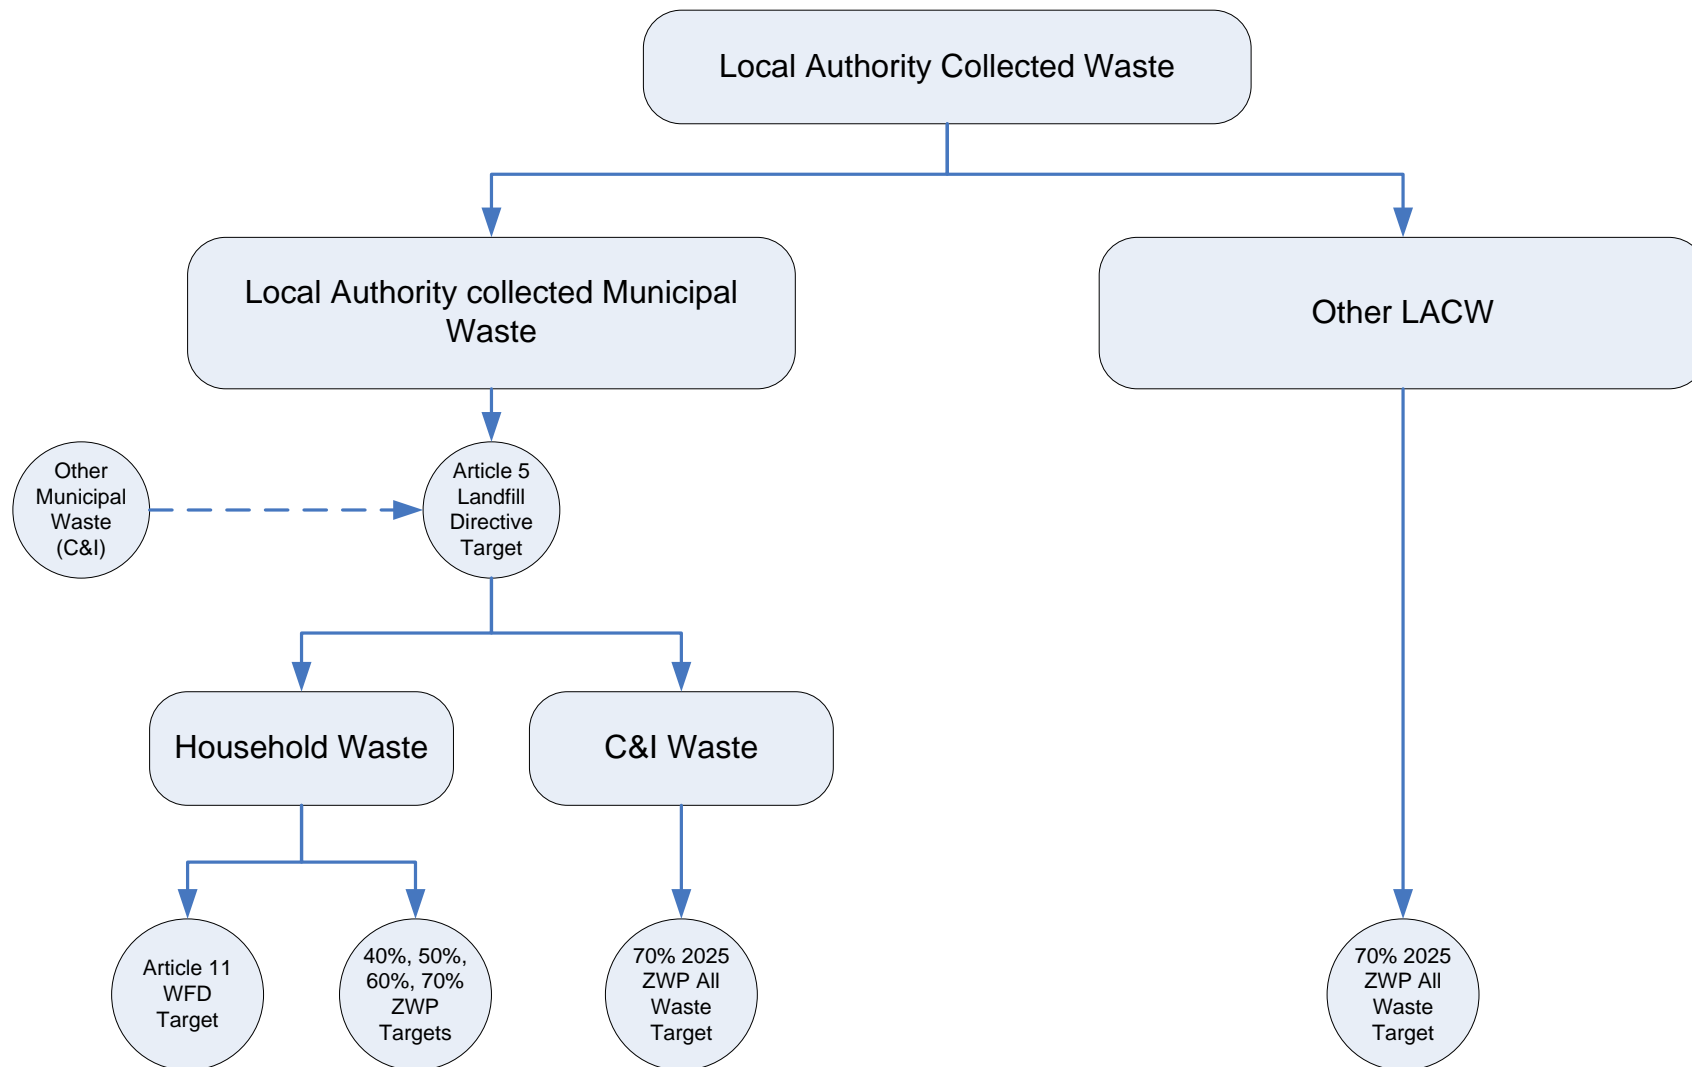 Local Authority Collected Waste
Local Authority collected Municipal
Waste
Other LACW
Other
Municipal
Waste
(C&I)
Article 5
Landfill
Directive
Target
Household Waste
C&I Waste
Article 11
WFD
Target
40%, 50%,
60%, 70%
ZWP
Targets
70% 2025
ZWP All
Waste
Target
70% 2025
ZWP All
Waste
Target